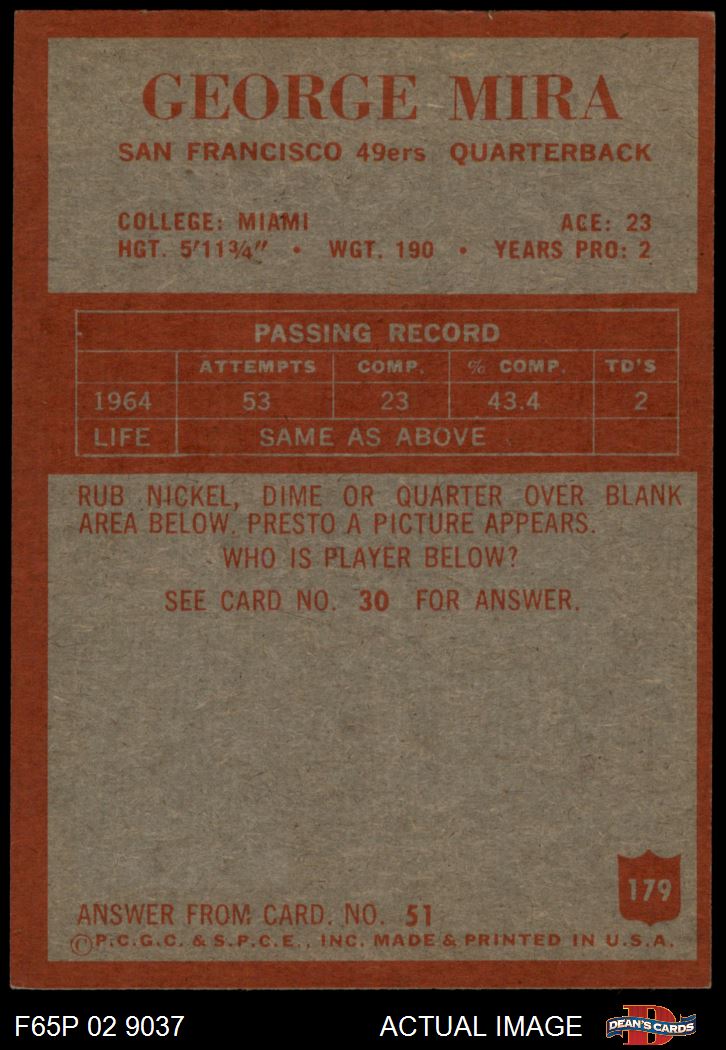 GEORGE MIRA
SAN FRANCISCO 49ers QUARTERBACK
COLLEGE: MIAMI AGE: 23
HGT. 5'11¾" • WGT. 190 • YEARS PRO: 2
PASSING RECORD
ATTEMPTS COMP. % COMP. TD'S
1964 53 23 43.4 2
LIFE SAME AS ABOVE
RUB NICKEL, DIME OR QUARTER OVER BLANK
AREA BELOW. PRESTO A PICTURE APPEARS.
WHO IS PLAYER BELOW?
SEE CARD NO. 30 FOR ANSWER.
179
ANSWER FROM CARD. NO. 51
©P.C.G.C. & S.P.C.E., INC. MADE & PRINTED IN U.S.A.
F65P 02 9037 ACTUAL IMAGE
D
DEAN'S CARDS